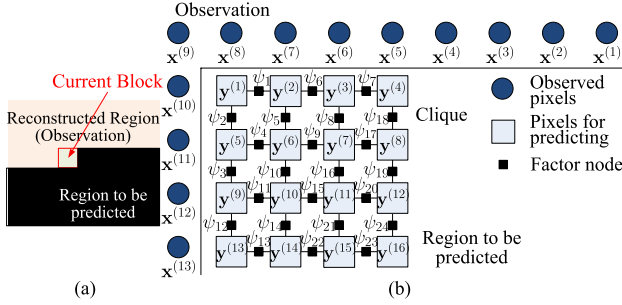 Observation
x(9) x(8) x(7) x(6) x(5) x(4) x(3) x(2) x(1)
Current Block
Reconstructed Region
(Observation)
Region to be
predicted
(a)
x(10)
x(11)
x(12)
x(13)
y(1) ψ1 y(2) ψ6 y(3) ψ7 y(4)
ψ2 ψ5 ψ8 ψ18
y(5) ψ4 y(6) ψ9 y(7) ψ17 y(8)
ψ3 ψ10 ψ16 ψ19
y(9) ψ11 y(10) ψ15 y(11) ψ20 y(12)
ψ12 ψ14 ψ21 ψ24
y(13) ψ13 y(14) ψ22 y(15) ψ23 y(16)
Clique
Observed
pixels
Pixels for
predicting
Factor node
Region to be
predicted
(b)